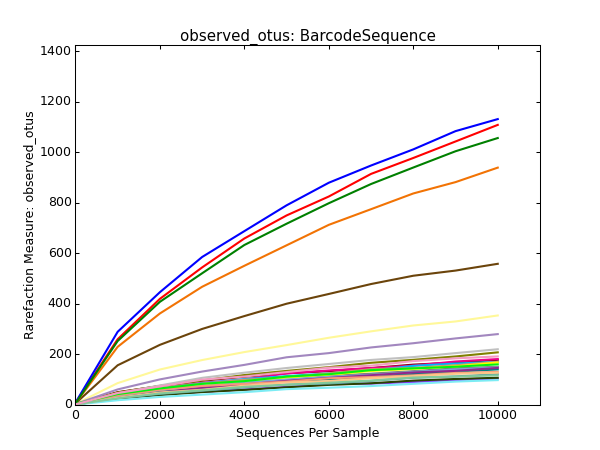 observed_otus: BarcodeSequence
1400
1200
1000
800
600
400
200
0
Rarefaction Measure: observed_otus
0 2000 4000 6000 8000 10000
Sequences Per Sample